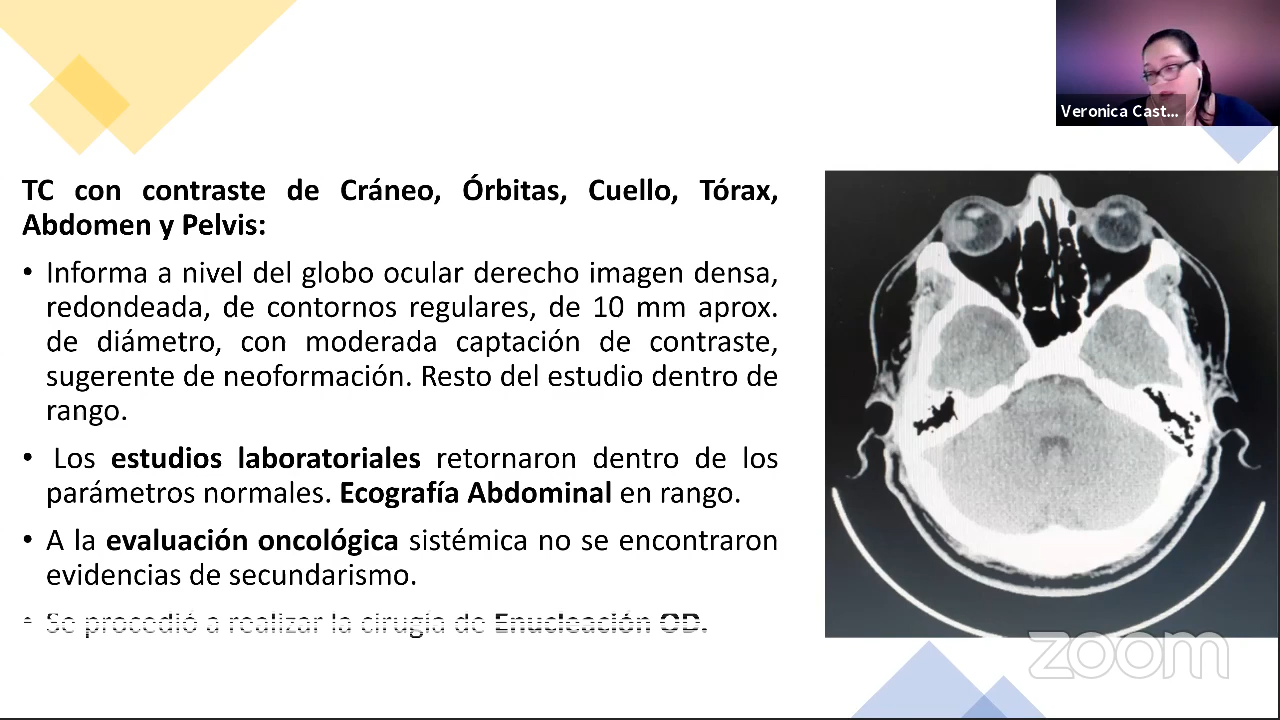 Veronica Cast...
TC con contraste de Cráneo, Órbitas, Cuello, Tórax,
Abdomen y Pelvis:
• Informa a nivel del globo ocular derecho imagen densa,
redondeada, de contornos regulares, de 10 mm aprox.
de diámetro, con moderada captación de contraste,
sugerente de neoformación. Resto del estudio dentro de
rango.
• Los estudios laboratoriales retornaron dentro de los
parámetros normales. Ecografía Abdominal en rango.
• A la evaluación oncológica sistémica no se encontraron
evidencias de secundarismo.
• Se procedió a realizar la cirugía de Enucleación OD.
zoom